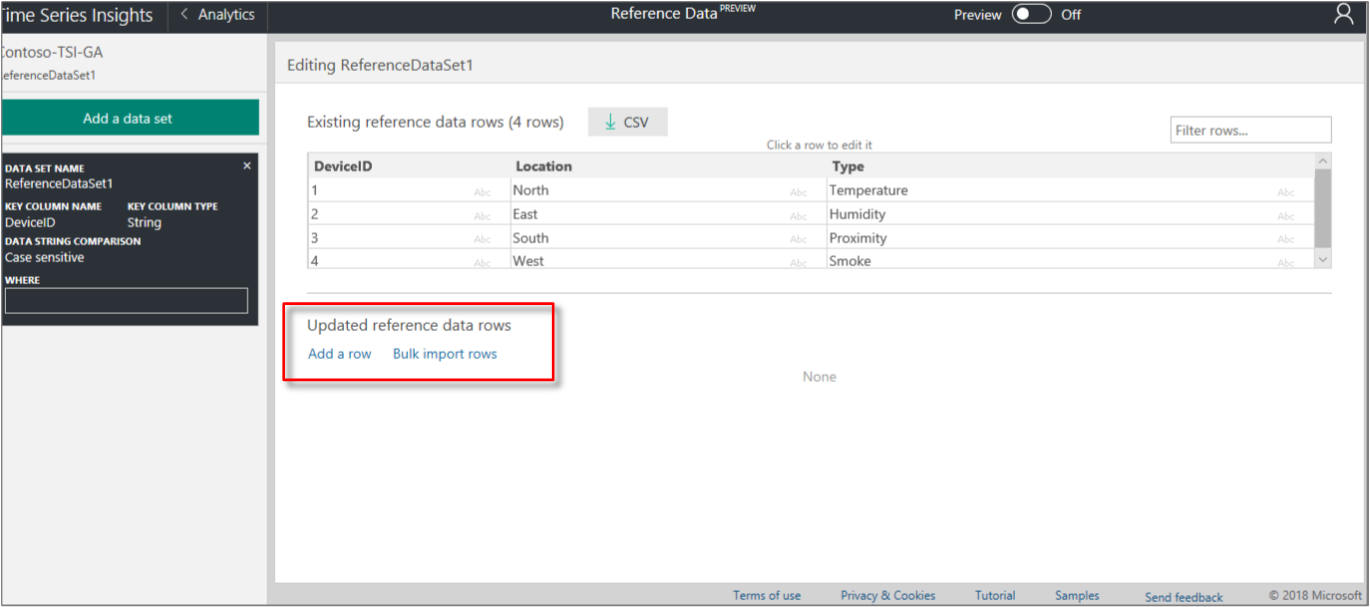 ime Series Insights < Analytics Reference Data PREVIEW Preview Off
ontoso-TSI-GA
eferenceDataSet1
Add a data set
DATA SET NAME ×
ReferenceDataSet1
KEY COLUMN NAME KEY COLUMN TYPE
DeviceID String
DATA STRING COMPARISON
Case sensitive
WHERE
Editing ReferenceDataSet1
Existing reference data rows (4 rows) CSV
Filter rows...
Click a row to edit it
DeviceID Location Type
1 Abc North Abc Temperature Abc
2 Abc East Abc Humidity Abc
3 Abc South Abc Proximity Abc
4 Abc West Abc Smoke Abc
Updated reference data rows
Add a row Bulk import rows
None
Terms of use Privacy & Cookies Tutorial Samples Send feedback © 2018 Microsoft